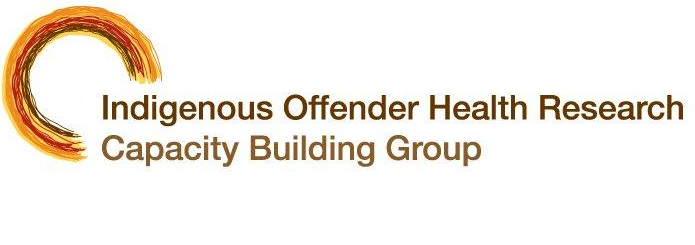 Indigenous Offender Health Research
Capacity Building Group